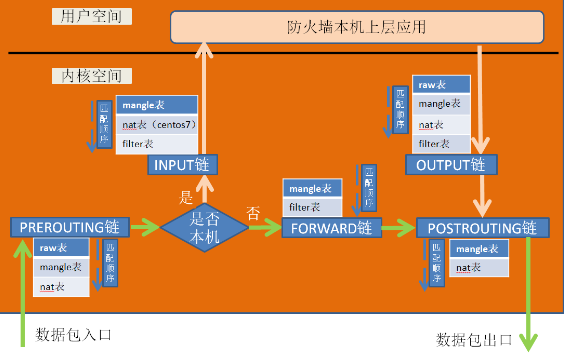 用户空间
防火墙本机上层应用
内核空间
匹配顺序
mangle表
nat表（centos7）
filter表
INPUT链
匹配顺序
raw表
mangle表
nat表
filter表
OUTPUT链
是
是否本机
否
PREROUTING链
raw表
mangle表
nat表
匹配顺序
mangle表
filter表
匹配顺序
FORWARD链
POSTROUTING链
匹配顺序
mangle表
nat表
数据包入口
数据包出口